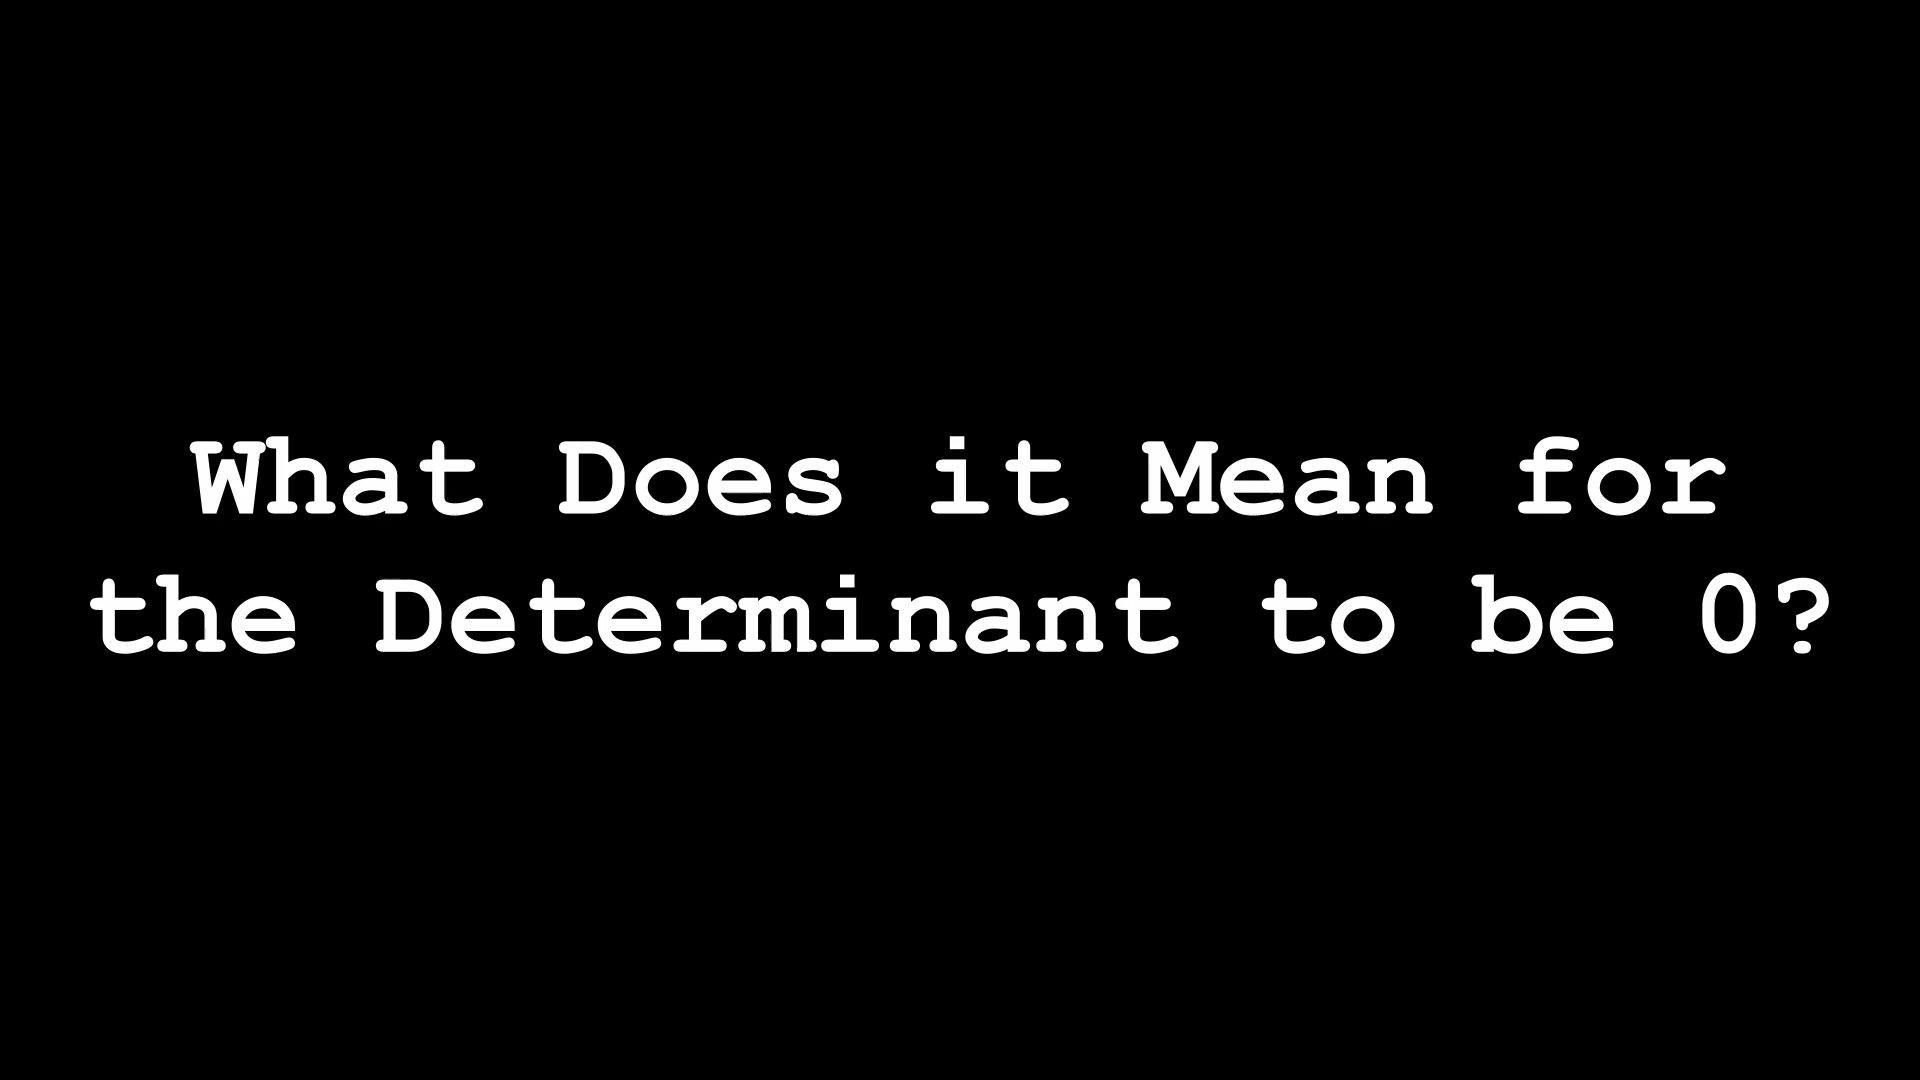 What Does it Mean for
the Determinant to be 0?